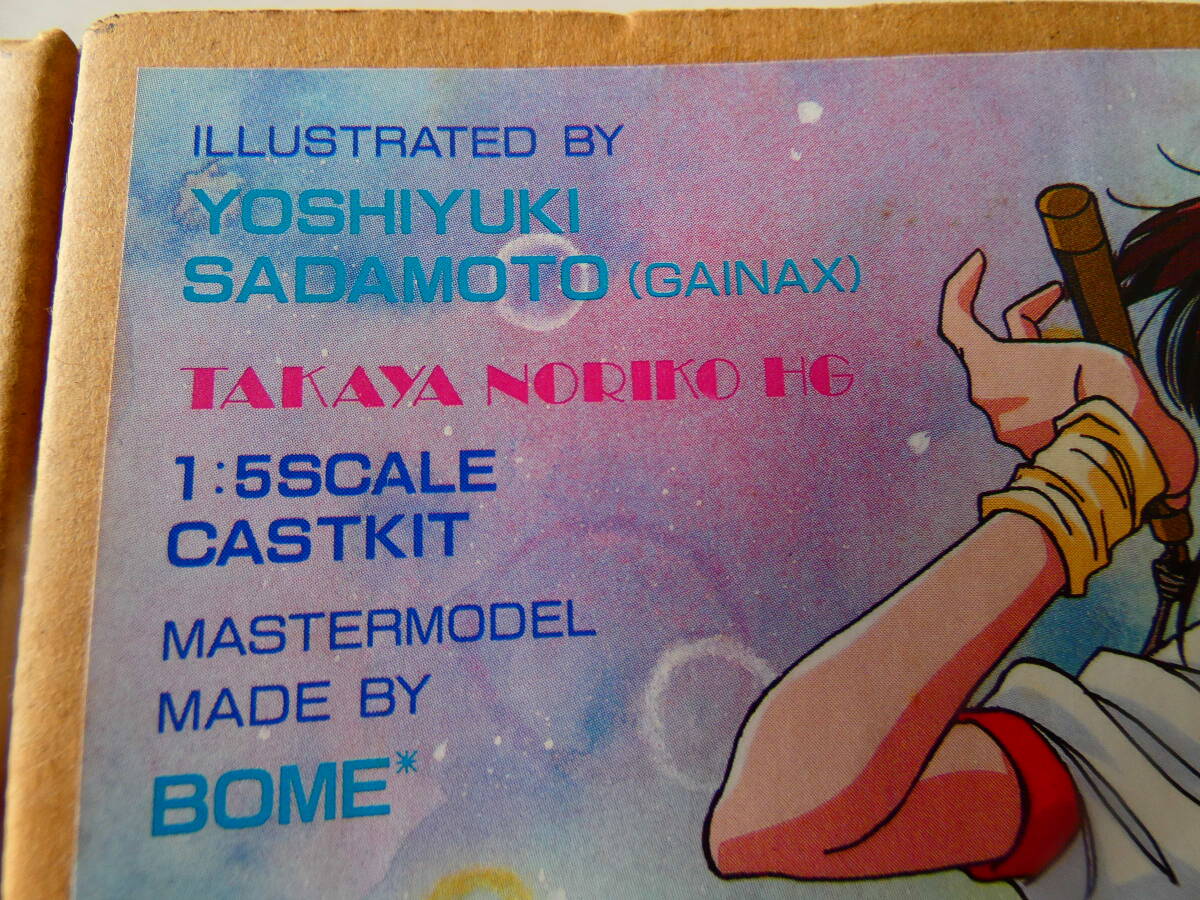 ILLUSTRATED BY
YOSHIYUKI
SADAMOTO (GAINAX)
TAKAYA NORIKO HG
1:5SCALE
CASTKIT
MASTERMODEL
MADE BY
BOME*